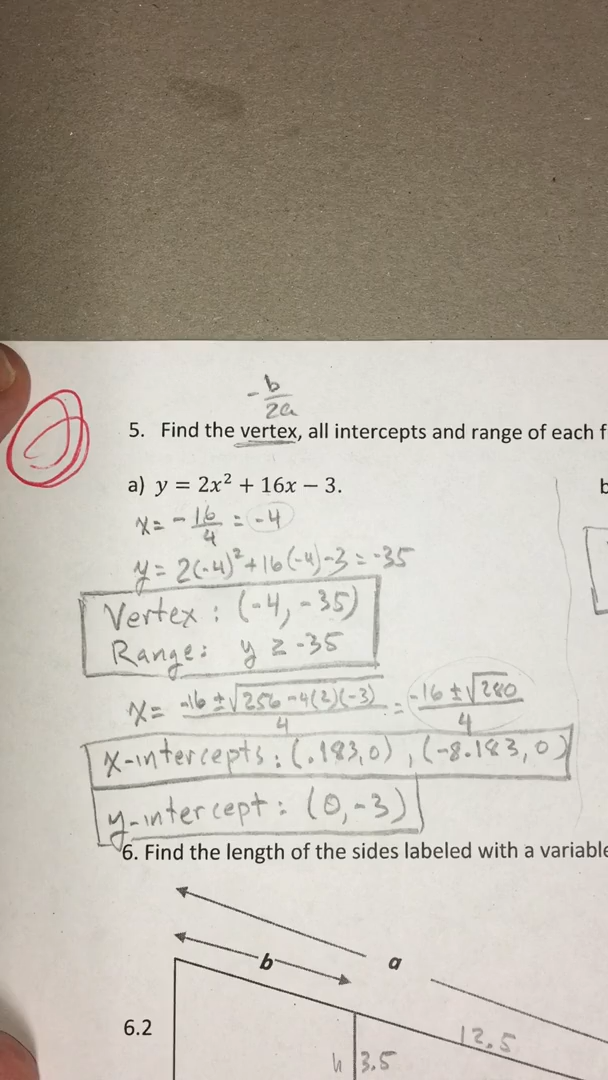 -b/2a
5. Find the vertex, all intercepts and range of each f
a) y = 2x² + 16x − 3.
b
x = -16/4 = -4
y = 2(-4)² + 16(-4) - 3 = -35
Vertex: (-4, -35)
Range: y ≥ -35
x = -16 ± √256 - 4(2)(-3) / 4 = -16 ± √280 / 4
x-intercepts: (.183, 0), (-8.183, 0)
y-intercept: (0, -3)
6. Find the length of the sides labeled with a variable
b
a
6.2
12.5
h 3.5